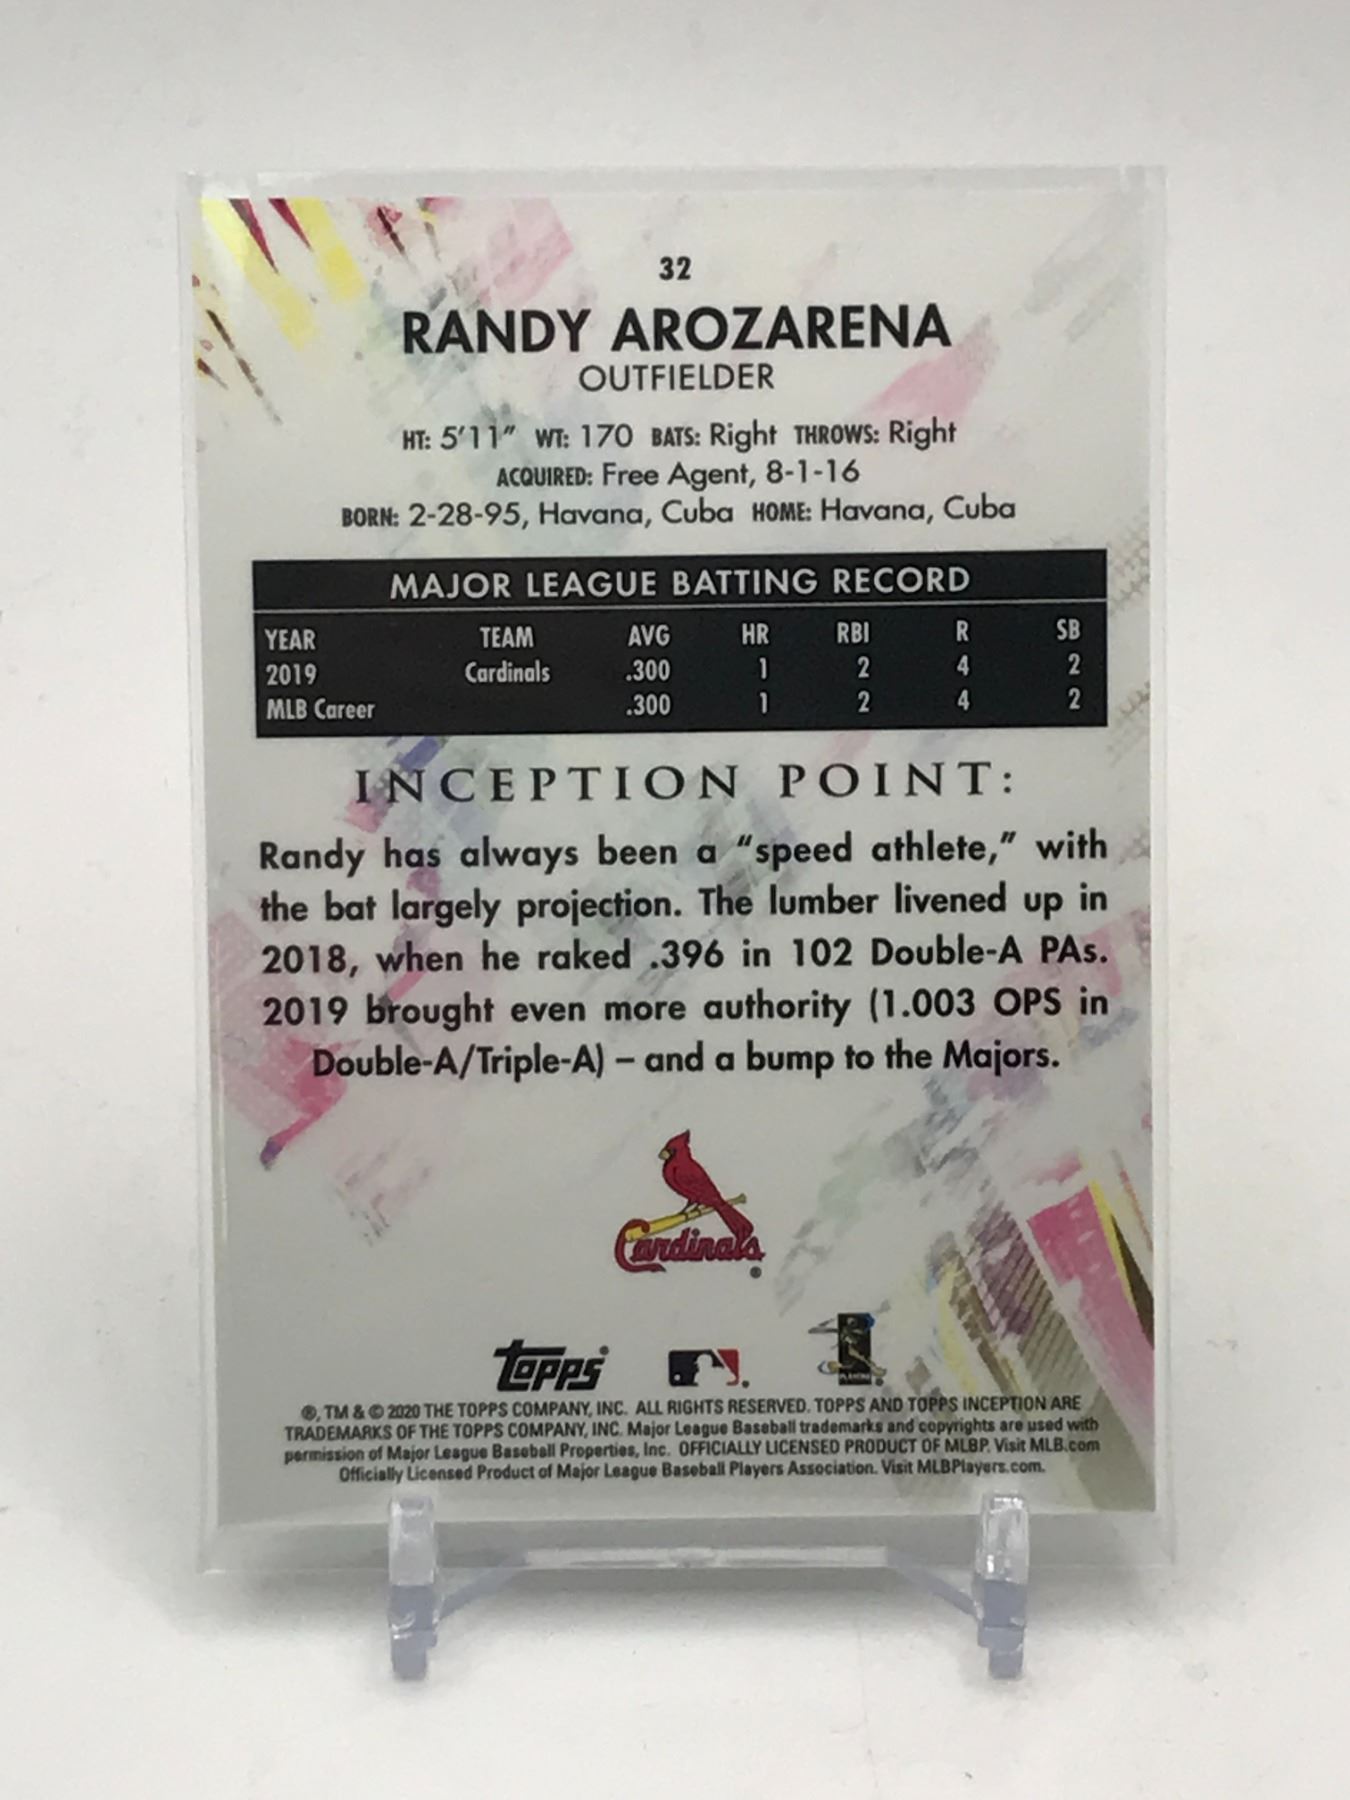 32
RANDY AROZARENA
OUTFIELDER
HT: 5'11" WT: 170 BATS: Right THROWS: Right
ACQUIRED: Free Agent, 8-1-16
BORN: 2-28-95, Havana, Cuba HOME: Havana, Cuba
MAJOR LEAGUE BATTING RECORD
YEAR TEAM AVG HR RBI R SB
2019 Cardinals .300 1 2 4 2
MLB Career .300 1 2 4 2
INCEPTION POINT:
Randy has always been a "speed athlete," with
the bat largely projection. The lumber livened up in
2018, when he raked .396 in 102 Double-A PAs.
2019 brought even more authority (1.003 OPS in
Double-A/Triple-A) – and a bump to the Majors.
Cardinals ®
Topps ®
®, TM & © 2020 THE TOPPS COMPANY, INC. ALL RIGHTS RESERVED. TOPPS AND TOPPS INCEPTION ARE
TRADEMARKS OF THE TOPPS COMPANY, INC. Major League Baseball trademarks and copyrights are used with
permission of Major League Baseball Properties, Inc. OFFICIALLY LICENSED PRODUCT OF MLBP. Visit MLB.com
Officially Licensed Product of Major League Baseball Players Association. Visit MLBPlayers.com.